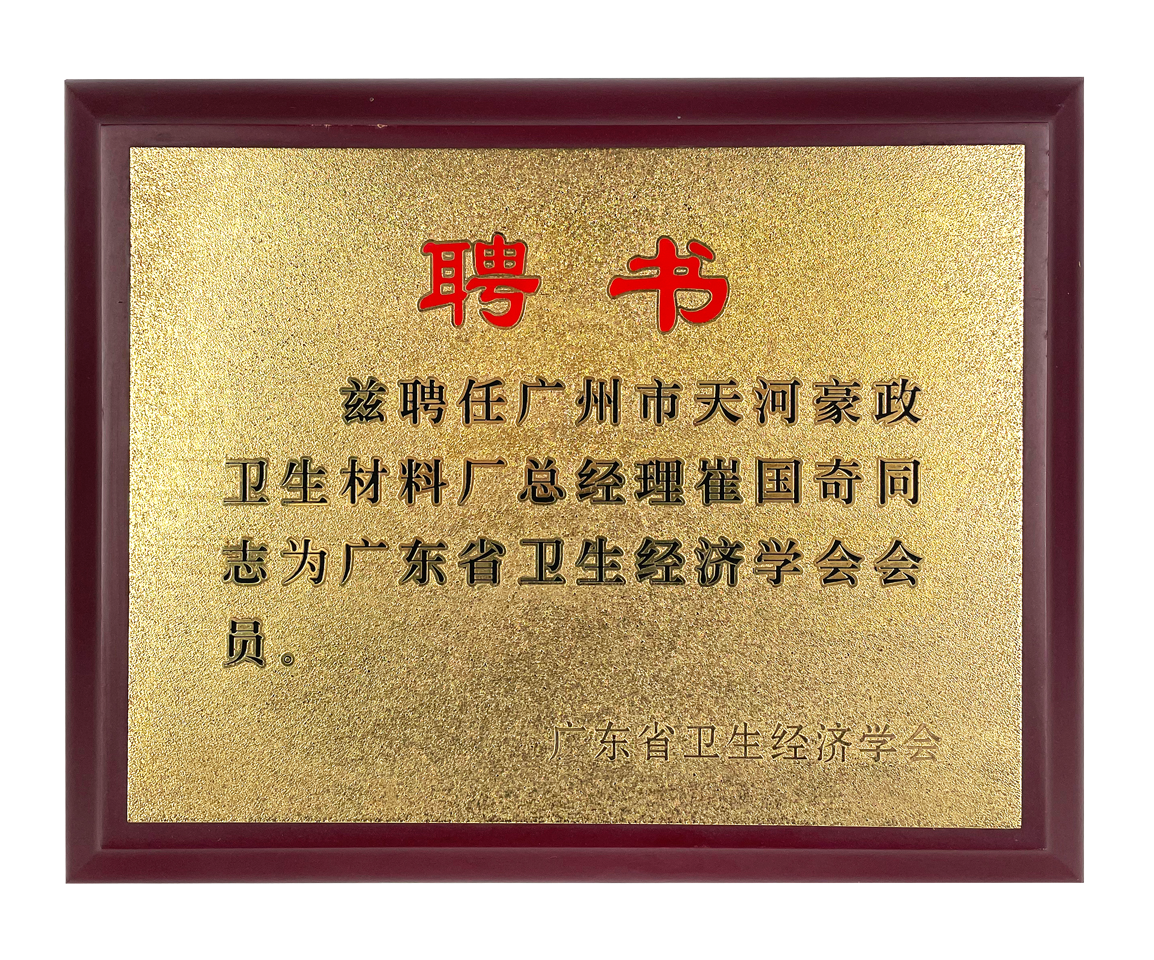 聘书
兹聘任广州市天河豪政
卫生材料厂总经理崔国奇同
志为广东省卫生经济学会会
员。
广东省卫生经济学会